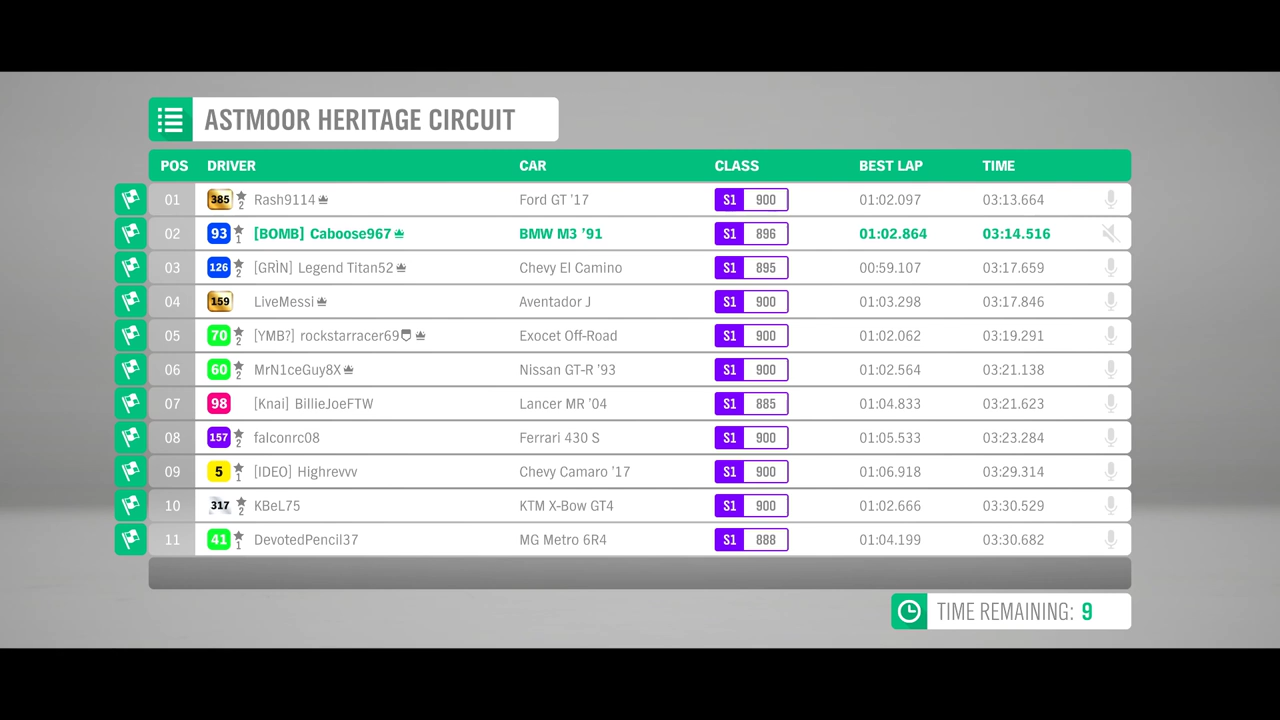 ASTMOOR HERITAGE CIRCUIT
POS DRIVER CAR CLASS BEST LAP TIME
01 385 2 Rash9114 Ford GT '17 S1 900 01:02.097 03:13.664
02 93 1 [BOMB] Caboose967 BMW M3 '91 S1 896 01:02.864 03:14.516
03 126 2 [GRÌN] Legend Titan52 Chevy El Camino S1 895 00:59.107 03:17.659
04 159 LiveMessi Aventador J S1 900 01:03.298 03:17.846
05 70 2 [YMB?] rockstarracer69 Exocet Off-Road S1 900 01:02.062 03:19.291
06 60 2 MrN1ceGuy8X Nissan GT-R '93 S1 900 01:02.564 03:21.138
07 98 [Knai] BillieJoeFTW Lancer MR '04 S1 885 01:04.833 03:21.623
08 157 2 falconrc08 Ferrari 430 S S1 900 01:05.533 03:23.284
09 5 1 [IDEO] Highrevvv Chevy Camaro '17 S1 900 01:06.918 03:29.314
10 317 2 KBeL75 KTM X-Bow GT4 S1 900 01:02.666 03:30.529
11 41 1 DevotedPencil37 MG Metro 6R4 S1 888 01:04.199 03:30.682
TIME REMAINING: 9